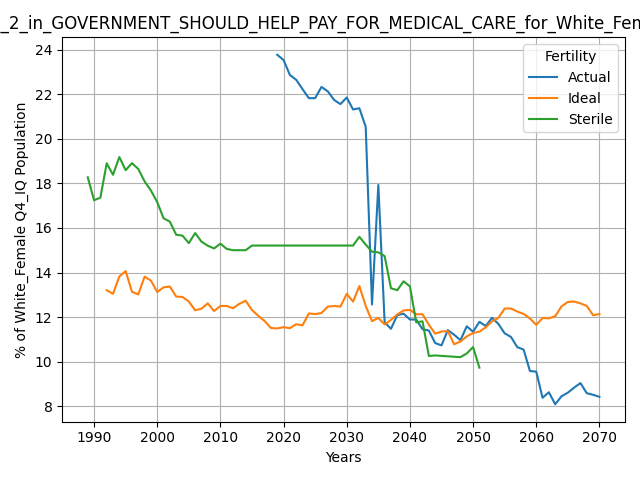 _2_in_GOVERNMENT_SHOULD_HELP_PAY_FOR_MEDICAL_CARE_for_White_Fem
Fertility
Actual
Ideal
Sterile
% of White_Female Q4_IQ Population
24
22
20
18
16
14
12
10
8
1990
2000
2010
2020
2030
2040
2050
2060
2070
Years